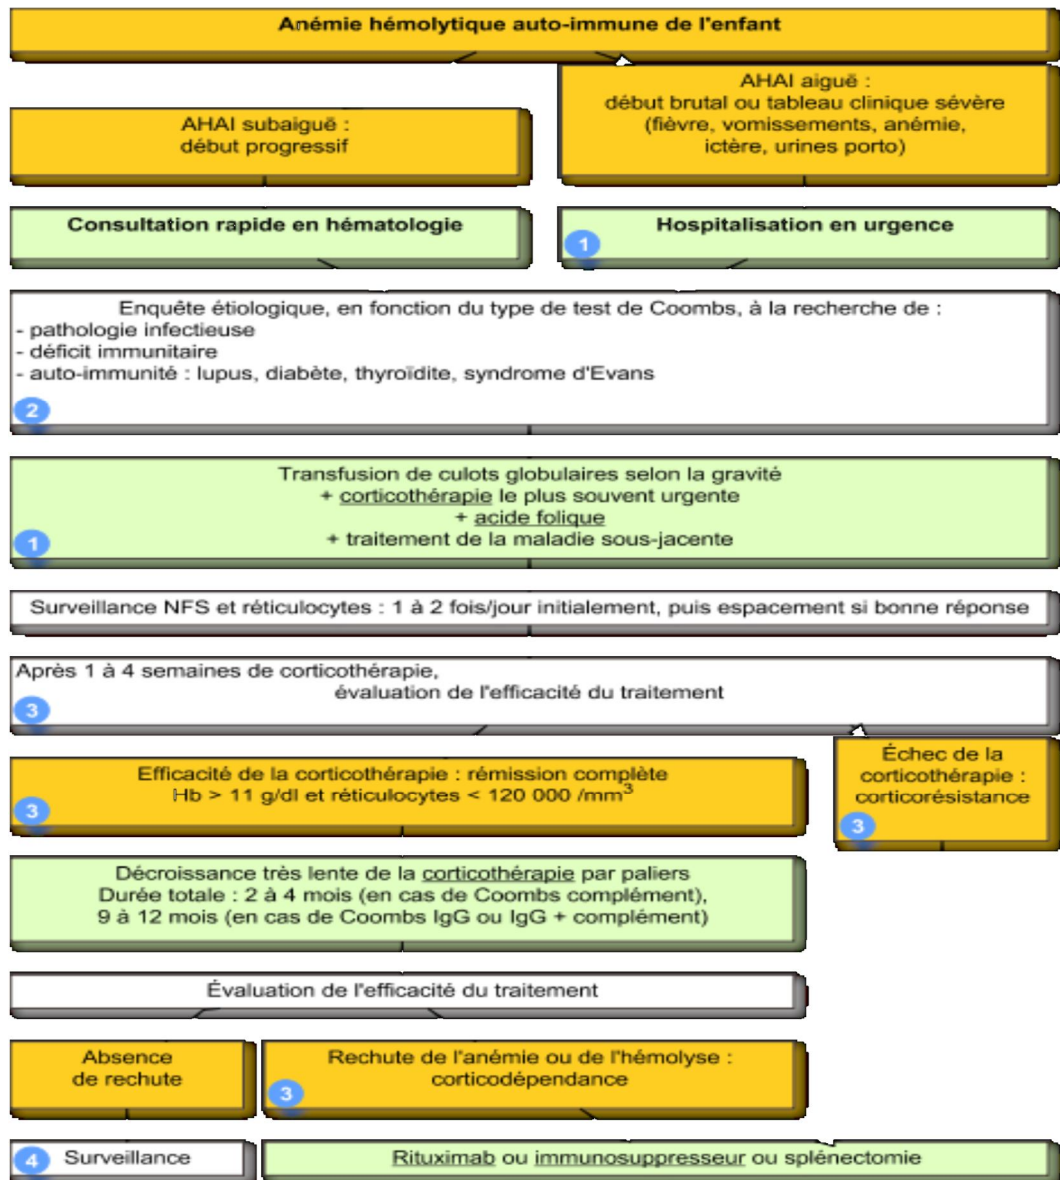 Anémie hémolytique auto-immune de l'enfant
AHAI subaiguë :
début progressif
AHAI aiguë :
début brutal ou tableau clinique sévère
(fièvre, vomissements, anémie,
ictère, urines porto)
Consultation rapide en hématologie
Hospitalisation en urgence
1
Enquête étiologique, en fonction du type de test de Coombs, à la recherche de :
- pathologie infectieuse
- déficit immunitaire
- auto-immunité : lupus, diabète, thyroïdite, syndrome d'Evans
2
Transfusion de culots globulaires selon la gravité
+ corticothérapie le plus souvent urgente
+ acide folique
+ traitement de la maladie sous-jacente
1
Surveillance NFS et réticulocytes : 1 à 2 fois/jour initialement, puis espacement si bonne réponse
Après 1 à 4 semaines de corticothérapie,
évaluation de l'efficacité du traitement
3
Efficacité de la corticothérapie : rémission complète
Hb > 11 g/dl et réticulocytes < 120 000 /mm³
3
Échec de la
corticothérapie :
corticorésistance
3
Décroissance très lente de la corticothérapie par paliers
Durée totale : 2 à 4 mois (en cas de Coombs complément),
9 à 12 mois (en cas de Coombs IgG ou IgG + complément)
Évaluation de l'efficacité du traitement
Absence
de rechute
Rechute de l'anémie ou de l'hémolyse :
corticodépendance
3
4 Surveillance
Rituximab ou immunosuppresseur ou splénectomie